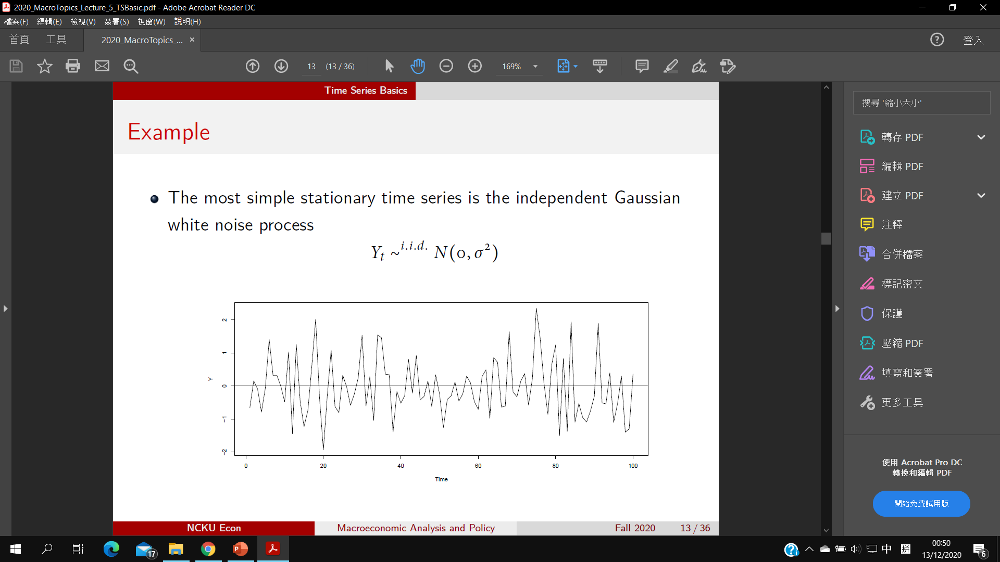 2020_MacroTopics_Lecture_5_TSBasic.pdf - Adobe Acrobat Reader DC
檔案(F) 編輯(E) 檢視(V) 簽署(S) 視窗(W) 說明(H)
首頁 工具 2020_MacroTopics_... × ? 登入
13 (13 / 36) 169%
Time Series Basics
Example
The most simple stationary time series is the independent Gaussian
white noise process
Y_t ~^{i.i.d.} N(0, σ²)
2
1
0
-1
-2
Y
0 20 40 60 80 100
Time
NCKU Econ Macroeconomic Analysis and Policy Fall 2020 13 / 36
搜尋 '縮小大小'
轉存 PDF
編輯 PDF
建立 PDF
注釋
合併檔案
標記密文
保護
壓縮 PDF
填寫和簽署
更多工具
使用 Acrobat Pro DC
轉換和編輯 PDF
開始免費試用版
17
中 拼
00:50
13/12/2020
6